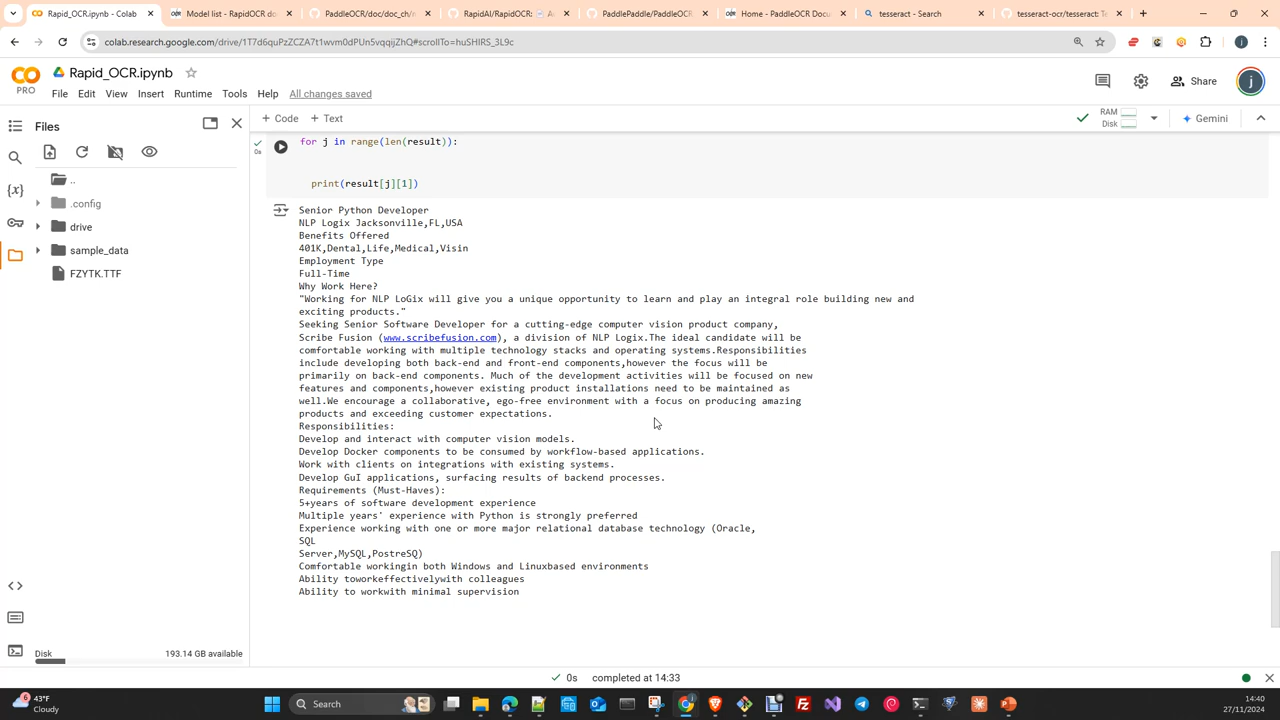 Rapid_OCR.ipynb - Colab
Model list - RapidOCR do
PaddleOCR/doc/doc_ch/m
RapidAI/RapidOCR:
PaddlePaddle/PaddleOCR
Home - PaddleOCR Docu
tesseract - Search
tesseract-ocr/tesseract: Te
colab.research.google.com/drive/1T7d6quPzZCZA7t1wvm0dPUn5vqqijZhQ#scrollTo=huSHIRS_3L9c
CO
PRO
Rapid_OCR.ipynb
File Edit View Insert Runtime Tools Help All changes saved
Share
Files
+ Code + Text
RAM
Disk
Gemini
..
.config
drive
sample_data
FZYTK.TTF
{x}
0s
for j in range(len(result)):
print(result[j][1])
Senior Python Developer
NLP Logix Jacksonville,FL,USA
Benefits Offered
401K,Dental,Life,Medical,Visin
Employment Type
Full-Time
Why Work Here?
"Working for NLP LoGix will give you a unique opportunity to learn and play an integral role building new and
exciting products."
Seeking Senior Software Developer for a cutting-edge computer vision product company,
Scribe Fusion (www.scribefusion.com), a division of NLP Logix.The ideal candidate will be
comfortable working with multiple technology stacks and operating systems.Responsibilities
include developing both back-end and front-end components,however the focus will be
primarily on back-end components. Much of the development activities will be focused on new
features and components,however existing product installations need to be maintained as
well.We encourage a collaborative, ego-free environment with a focus on producing amazing
products and exceeding customer expectations.
Responsibilities:
Develop and interact with computer vision models.
Develop Docker components to be consumed by workflow-based applications.
Work with clients on integrations with existing systems.
Develop GuI applications, surfacing results of backend processes.
Requirements (Must-Haves):
5+years of software development experience
Multiple years' experience with Python is strongly preferred
Experience working with one or more major relational database technology (Oracle,
SQL
Server,MySQL,PostreSQ)
Comfortable workingin both Windows and Linuxbased environments
Ability toworkeffectivelywith colleagues
Ability to workwith minimal supervision
Disk
193.14 GB available
0s completed at 14:33
43°F
Cloudy
Search
14:40
27/11/2024